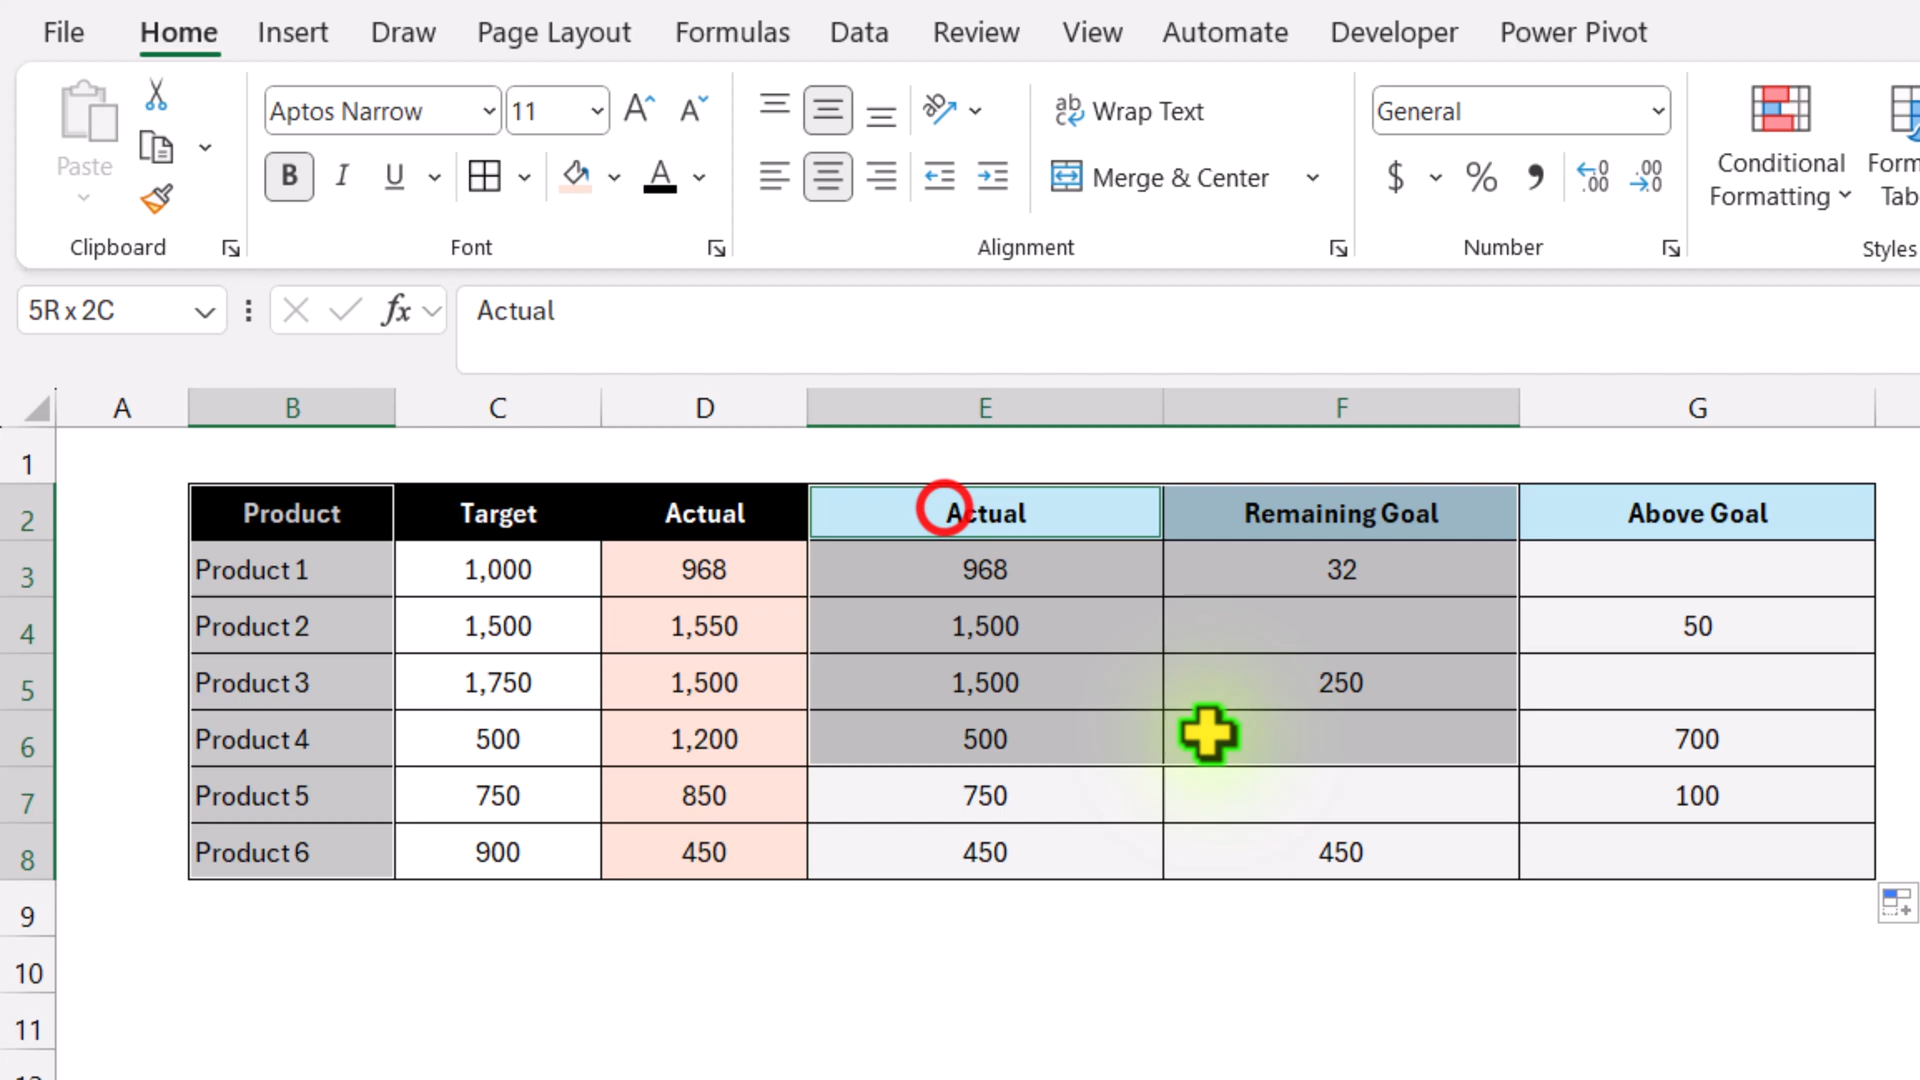 File Home Insert Draw Page Layout Formulas Data Review View Automate Developer Power Pivot
Aptos Narrow 11 A A ab Wrap Text General
Paste B I U A Merge & Center $ % , .00 .00 →0 Conditional Formatting
Clipboard Font Alignment Number Styles
5R x 2C fx Actual
A B C D E F G
1
2 Product Target Actual Actual Remaining Goal Above Goal
3 Product 1 1,000 968 968 32
4 Product 2 1,500 1,550 1,500 50
5 Product 3 1,750 1,500 1,500 250
6 Product 4 500 1,200 500 700
7 Product 5 750 850 750 100
8 Product 6 900 450 450 450
9
10
11